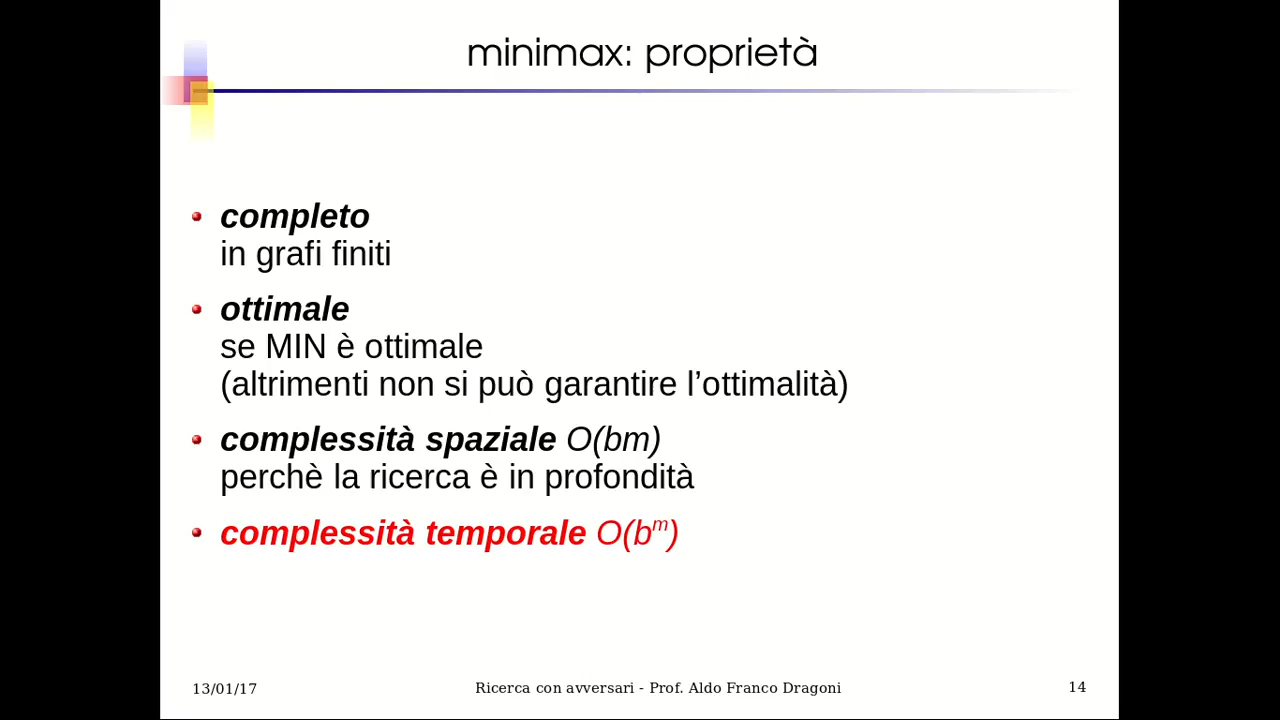 minimax: proprietà
completo
in grafi finiti
ottimale
se MIN è ottimale
(altrimenti non si può garantire l’ottimalità)
complessità spaziale O(bm)
perchè la ricerca è in profondità
complessità temporale O(bᵐ)
13/01/17
Ricerca con avversari - Prof. Aldo Franco Dragoni
14